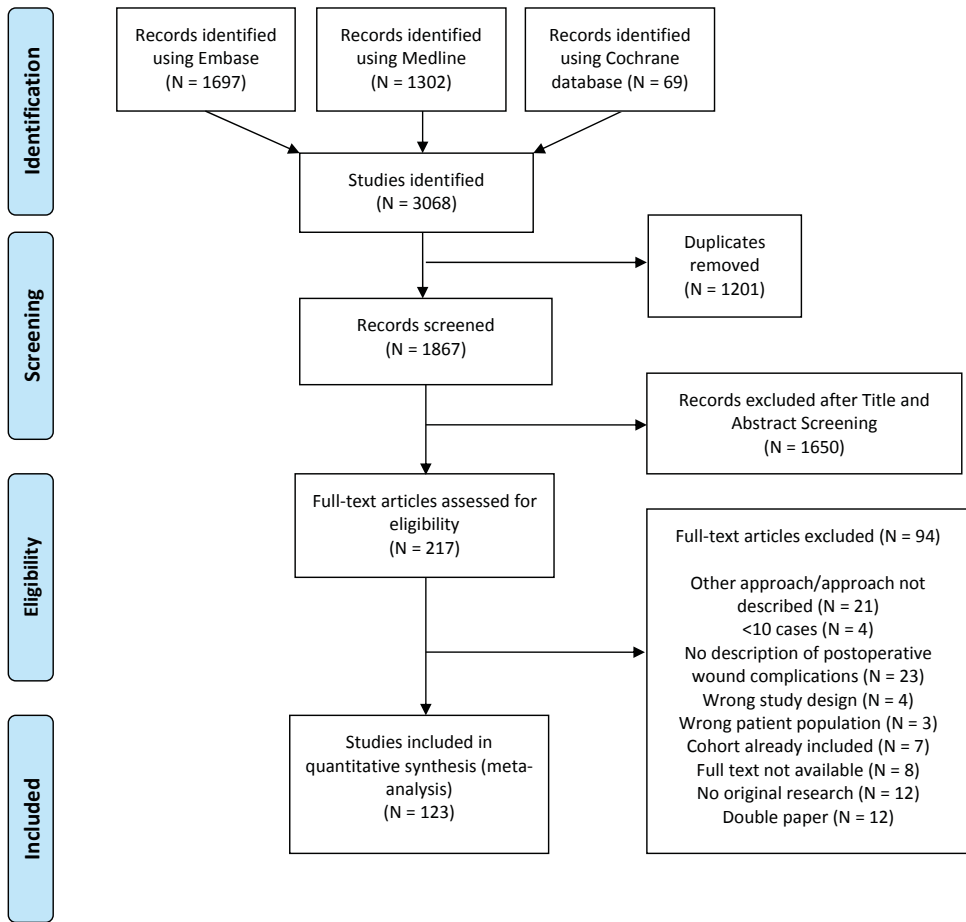 Identification
Records identified
using Embase
(N = 1697)
Records identified
using Medline
(N = 1302)
Records identified
using Cochrane
database (N = 69)
Studies identified
(N = 3068)
Duplicates
removed
(N = 1201)
Screening
Records screened
(N = 1867)
Records excluded after Title and
Abstract Screening
(N = 1650)
Eligibility
Full-text articles assessed for
eligibility
(N = 217)
Full-text articles excluded (N = 94)
Other approach/approach not
described (N = 21)
<10 cases (N = 4)
No description of postoperative
wound complications (N = 23)
Wrong study design (N = 4)
Wrong patient population (N = 3)
Cohort already included (N = 7)
Full text not available (N = 8)
No original research (N = 12)
Double paper (N = 12)
Included
Studies included in
quantitative synthesis (meta-
analysis)
(N = 123)